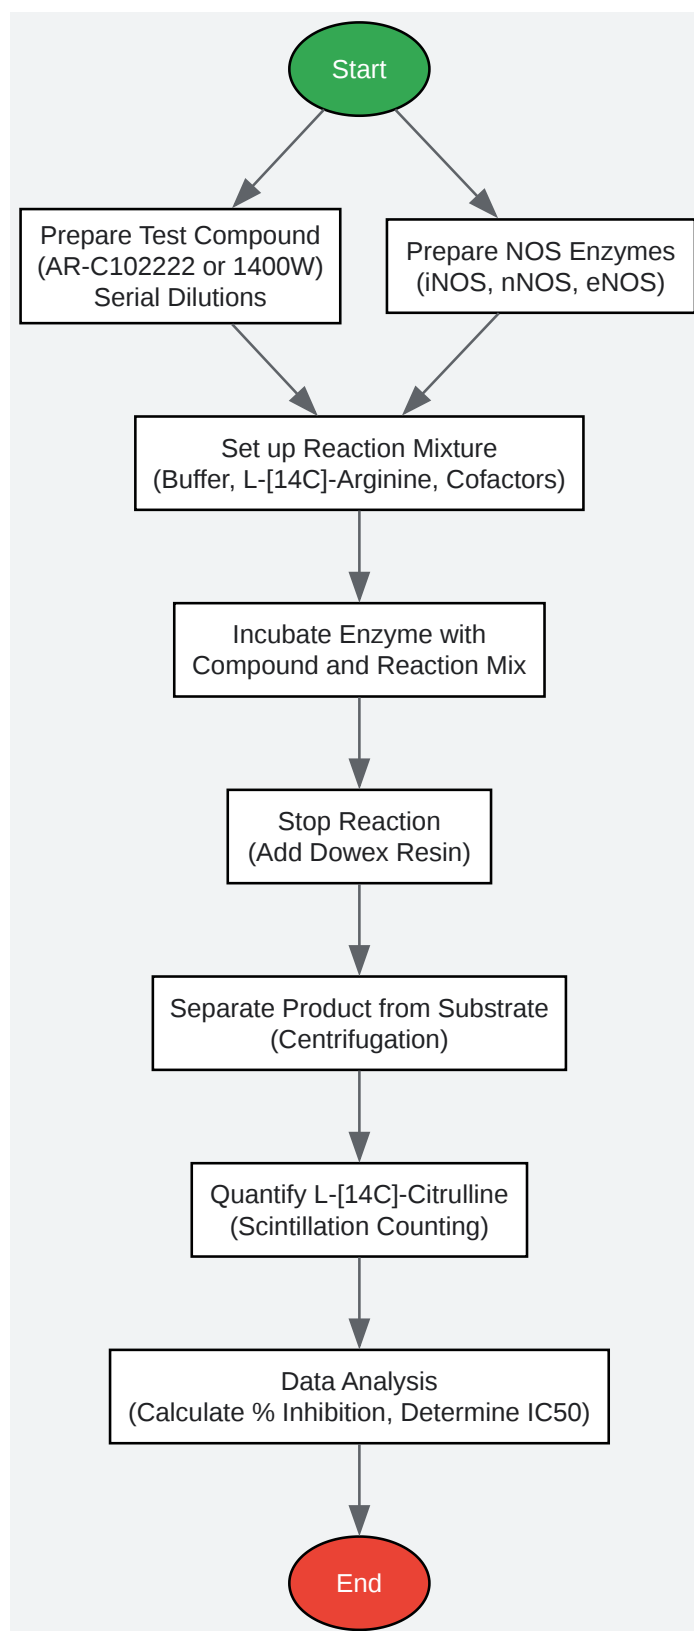 Start
Prepare Test Compound
(AR-C102222 or 1400W)
Serial Dilutions
Prepare NOS Enzymes
(iNOS, nNOS, eNOS)
Set up Reaction Mixture
(Buffer, L-[14C]-Arginine, Cofactors)
Incubate Enzyme with
Compound and Reaction Mix
Stop Reaction
(Add Dowex Resin)
Separate Product from Substrate
(Centrifugation)
Quantify L-[14C]-Citrulline
(Scintillation Counting)
Data Analysis
(Calculate % Inhibition, Determine IC50)
End